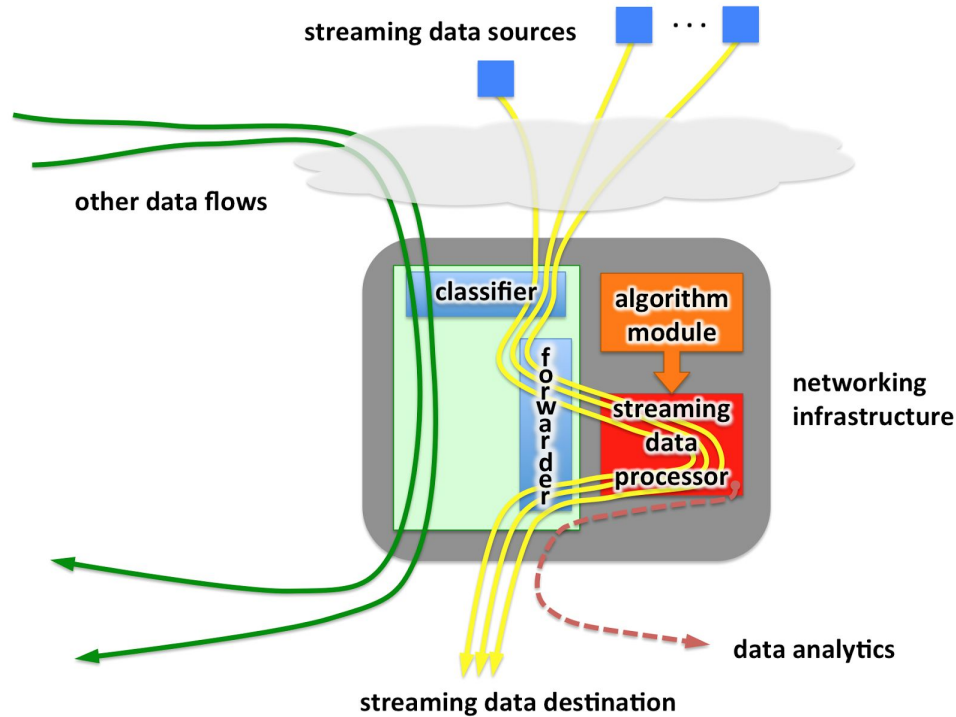 streaming data sources
...
other data flows
classifier
algorithm
module
forwarder
streaming
data
processor
networking
infrastructure
data analytics
streaming data destination